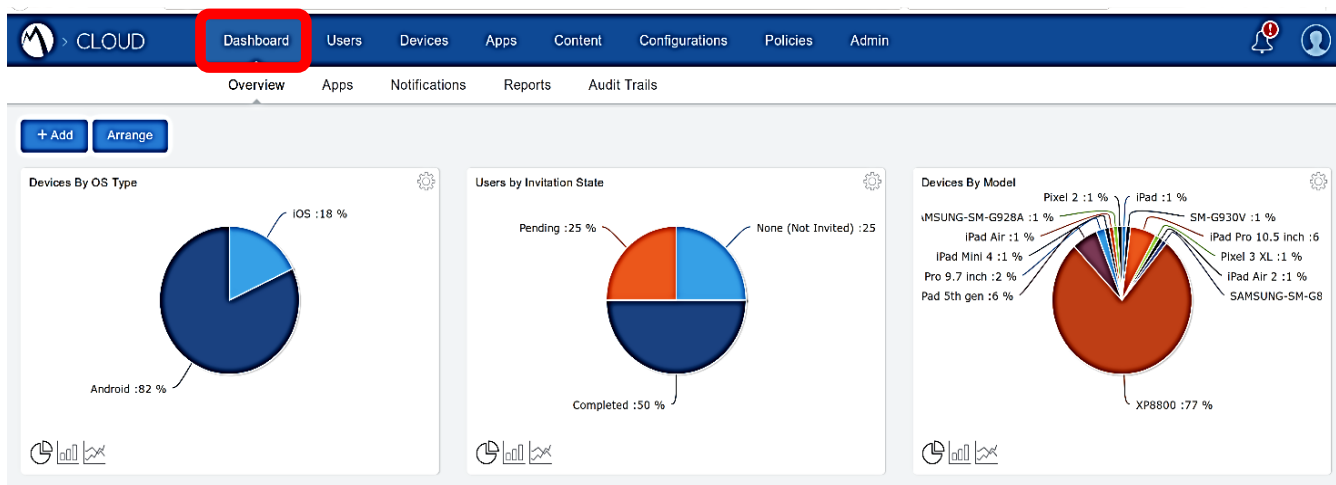 > CLOUD Dashboard Users Devices Apps Content Configurations Policies Admin
Overview Apps Notifications Reports Audit Trails
+ Add Arrange
Devices By OS Type
iOS :18 %
Android :82 %
Users by Invitation State
Pending :25 %
None (Not Invited) :25
Completed :50 %
Devices By Model
Pixel 2 :1 %
iPad :1 %
MSUNG-SM-G928A :1 %
SM-G930V :1 %
iPad Air :1 %
iPad Pro 10.5 inch :6
iPad Mini 4 :1 %
Pixel 3 XL :1 %
Pro 9.7 inch :2 %
iPad Air 2 :1 %
Pad 5th gen :6 %
SAMSUNG-SM-G8
XP8800 :77 %